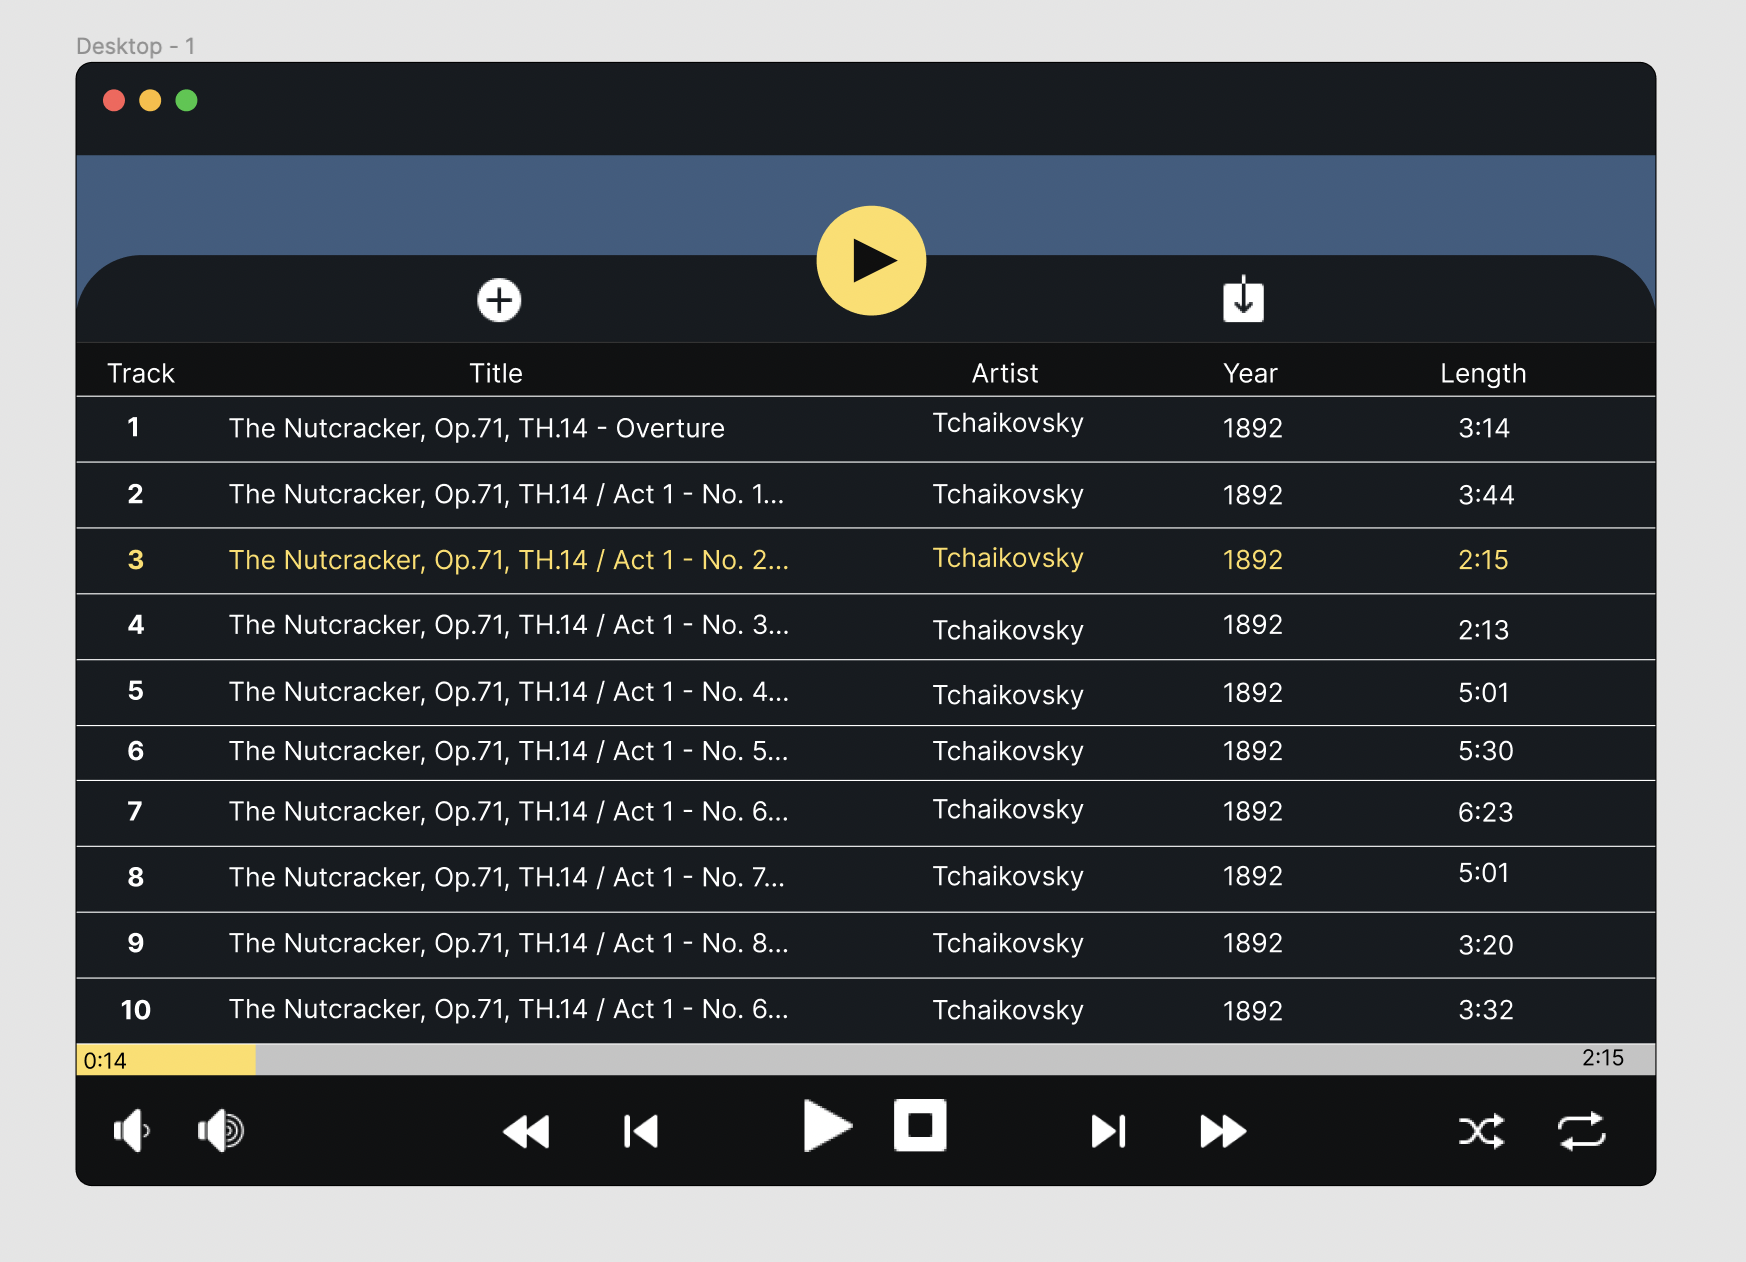 Desktop - 1
Track Title Artist Year Length
1 The Nutcracker, Op.71, TH.14 - Overture Tchaikovsky 1892 3:14
2 The Nutcracker, Op.71, TH.14 / Act 1 - No. 1... Tchaikovsky 1892 3:44
3 The Nutcracker, Op.71, TH.14 / Act 1 - No. 2... Tchaikovsky 1892 2:15
4 The Nutcracker, Op.71, TH.14 / Act 1 - No. 3... Tchaikovsky 1892 2:13
5 The Nutcracker, Op.71, TH.14 / Act 1 - No. 4... Tchaikovsky 1892 5:01
6 The Nutcracker, Op.71, TH.14 / Act 1 - No. 5... Tchaikovsky 1892 5:30
7 The Nutcracker, Op.71, TH.14 / Act 1 - No. 6... Tchaikovsky 1892 6:23
8 The Nutcracker, Op.71, TH.14 / Act 1 - No. 7... Tchaikovsky 1892 5:01
9 The Nutcracker, Op.71, TH.14 / Act 1 - No. 8... Tchaikovsky 1892 3:20
10 The Nutcracker, Op.71, TH.14 / Act 1 - No. 6... Tchaikovsky 1892 3:32
0:14 2:15